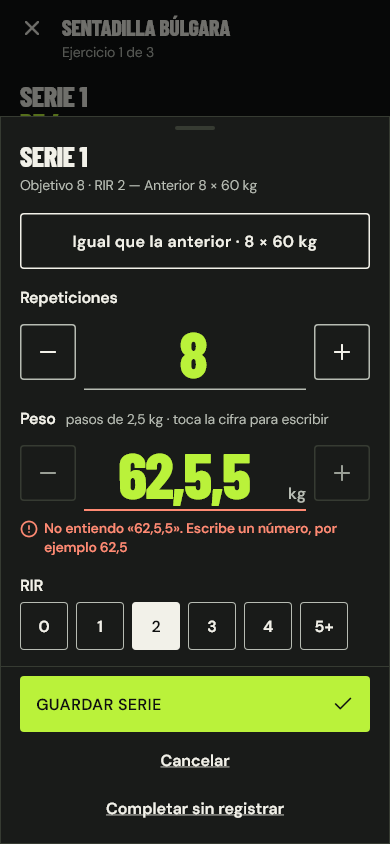 SENTADILLA BÚLGARA
Ejercicio 1 de 3
SERIE 1
SERIE 1
Objetivo 8 · RIR 2 — Anterior 8 × 60 kg
Igual que la anterior · 8 × 60 kg
Repeticiones
− 8 +
Peso pasos de 2,5 kg · toca la cifra para escribir
− 62,5,5 kg +
No entiendo «62,5,5». Escribe un número, por
ejemplo 62,5
RIR
0 1 2 3 4 5+
GUARDAR SERIE
Cancelar
Completar sin registrar